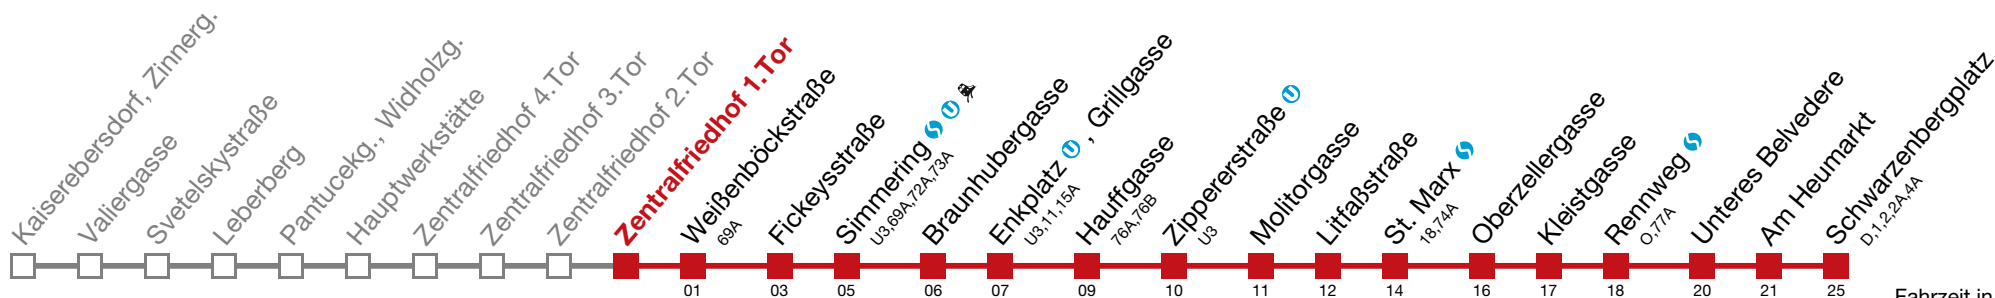 Kaiserebersdorf, Zinnerg.
Valiergasse
Svetelskystraße
Leberberg
Pantucekg., Widholzg.
Hauptwerkstätte
Zentralfriedhof 4.Tor
Zentralfriedhof 3.Tor
Zentralfriedhof 2.Tor
Zentralfriedhof 1.Tor
Weißenböckstraße
69A
Fickeysstraße
Simmering S U
U3,69A,72A,73A
Braunhubergasse
Enkplatz U , Grillgasse
U3,11,15A
Hauffgasse
76A,76B
Zippererstraße U
U3
Molitorgasse
Litfaßstraße
St. Marx S
18,74A
Oberzellergasse
Kleistgasse
Rennweg S
O,77A
Unteres Belvedere
Am Heumarkt
Schwarzenbergplatz
D,1,2,2A,4A
01 03 05 06 07 09 10 11 12 14 16 17 18 20 21 25
Fahrzeit in